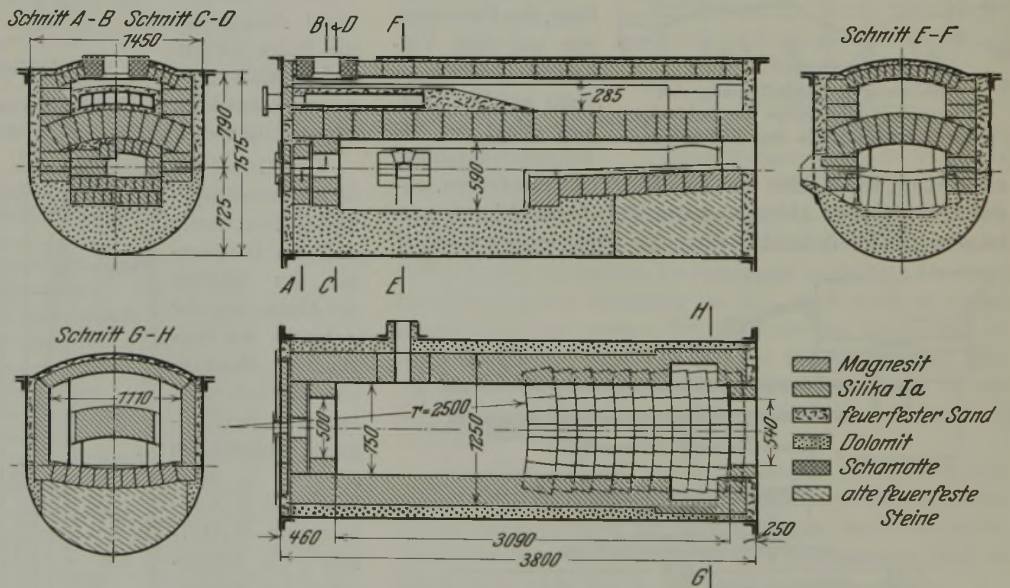 Schnitt A-B Schnitt C-D
1450
790
1515
725
B C D
F
285
590
A
C
E
Schnitt E-F
Schnitt G-H
1110
H
r=2500
500
750
1250
540
460
3090
250
3800
G
Magnesit
Silika Ia
feuerfester Sand
Dolomit
Schamotte
alte feuerfeste
Steine